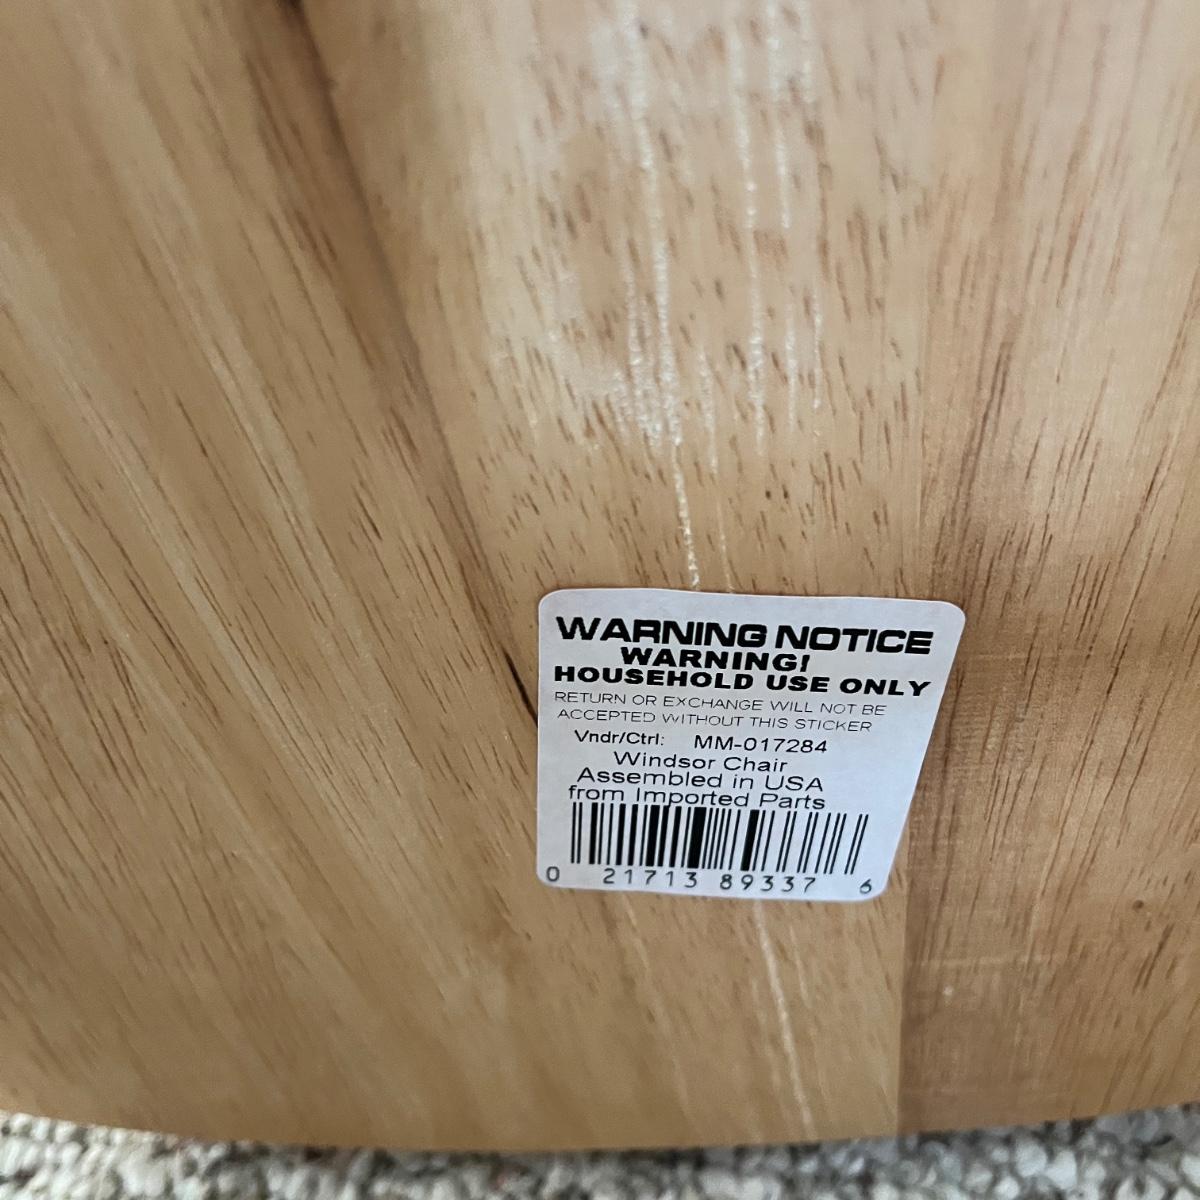 WARNING NOTICE
WARNING!
HOUSEHOLD USE ONLY
RETURN OR EXCHANGE WILL NOT BE
ACCEPTED WITHOUT THIS STICKER
Vndr/Ctrl: MM-017284
Windsor Chair
Assembled in USA
from Imported Parts
0 21713 89337 6